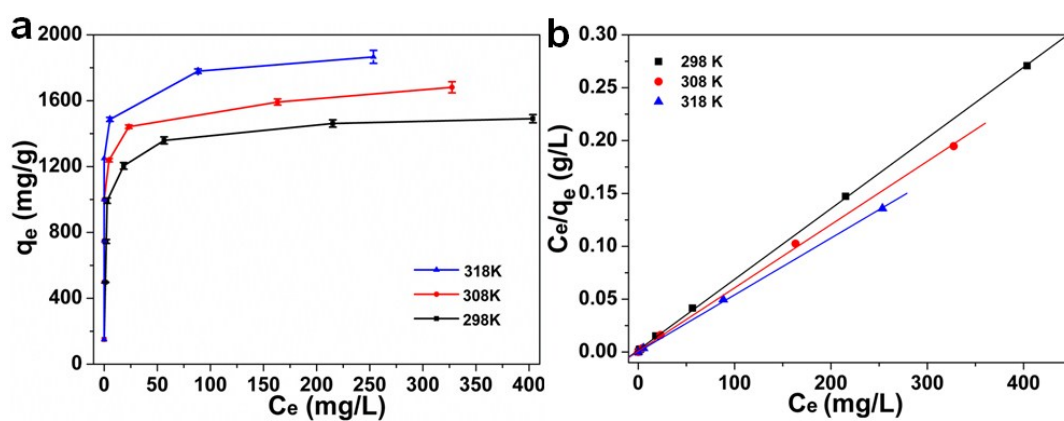 a
2000
1600
1200
800
400
0
qe (mg/g)
318K
308K
298K
0 50 100 150 200 250 300 350 400
Ce (mg/L)
b
0.30
0.25
0.20
0.15
0.10
0.05
0.00
Ce/qe (g/L)
298 K
308 K
318 K
0 100 200 300 400
Ce (mg/L)